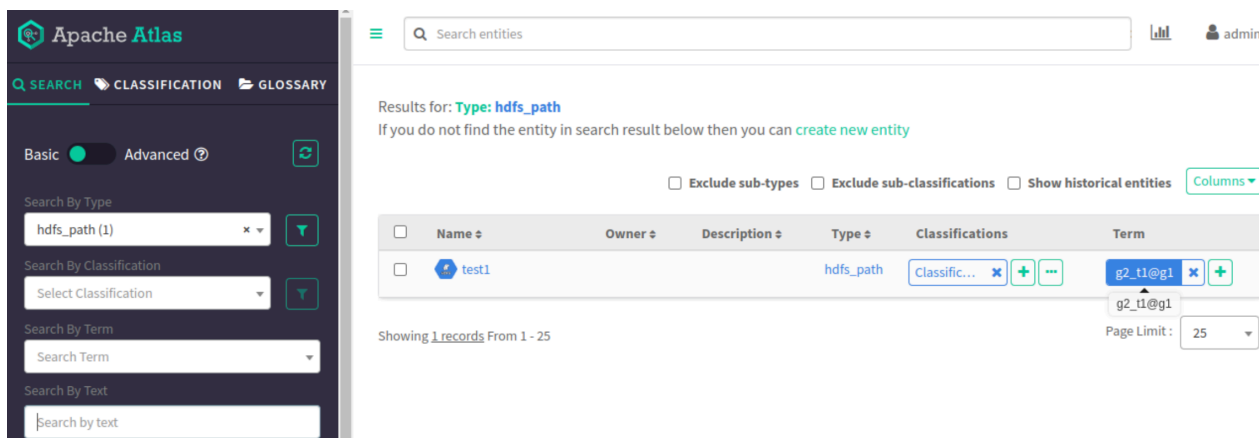 Apache Atlas
SEARCH CLASSIFICATION GLOSSARY
Basic Advanced
Search By Type
hdfs_path (1) × 
Search By Classification
Select Classification
Search By Term
Search Term
Search By Text
Search by text
Search entities
admin
Results for: Type: hdfs_path
If you do not find the entity in search result below then you can create new entity
Exclude sub-types Exclude sub-classifications Show historical entities Columns
Name Owner Description Type Classifications Term
test1 hdfs_path Classific... × + ... g2_t1@g1 × +
g2_t1@g1
Showing 1 records From 1 - 25
Page Limit : 25